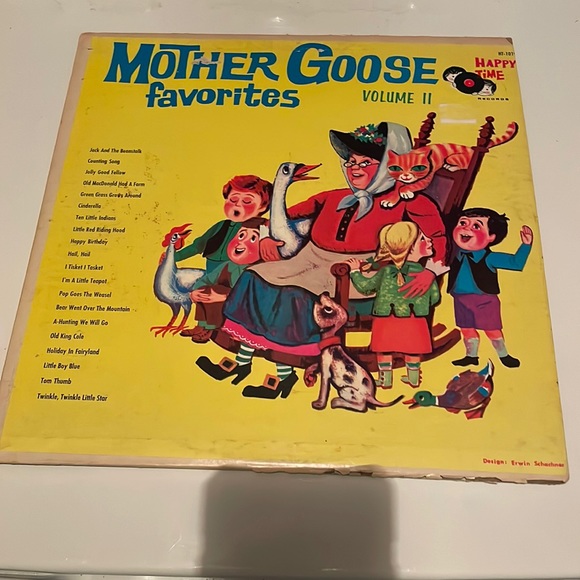 MOTHER GOOSE
favorites
VOLUME II
HAPPY
TIME
RECORDS
Jack And The Beanstalk
Counting Song
Jolly Good Fellow
Old MacDonald Had A Farm
Green Grass Grows Around
Cinderella
Ten Little Indians
Little Red Riding Hood
Happy Birthday
Hail, Hail
I Tisket I Tasket
I'm A Little Teapot
Pop Goes The Weasel
Bear Went Over The Mountain
A-Hunting We Will Go
Old King Cole
Holiday In Fairyland
Little Boy Blue
Tom Thumb
Twinkle, Twinkle Little Star
Design: Erwin